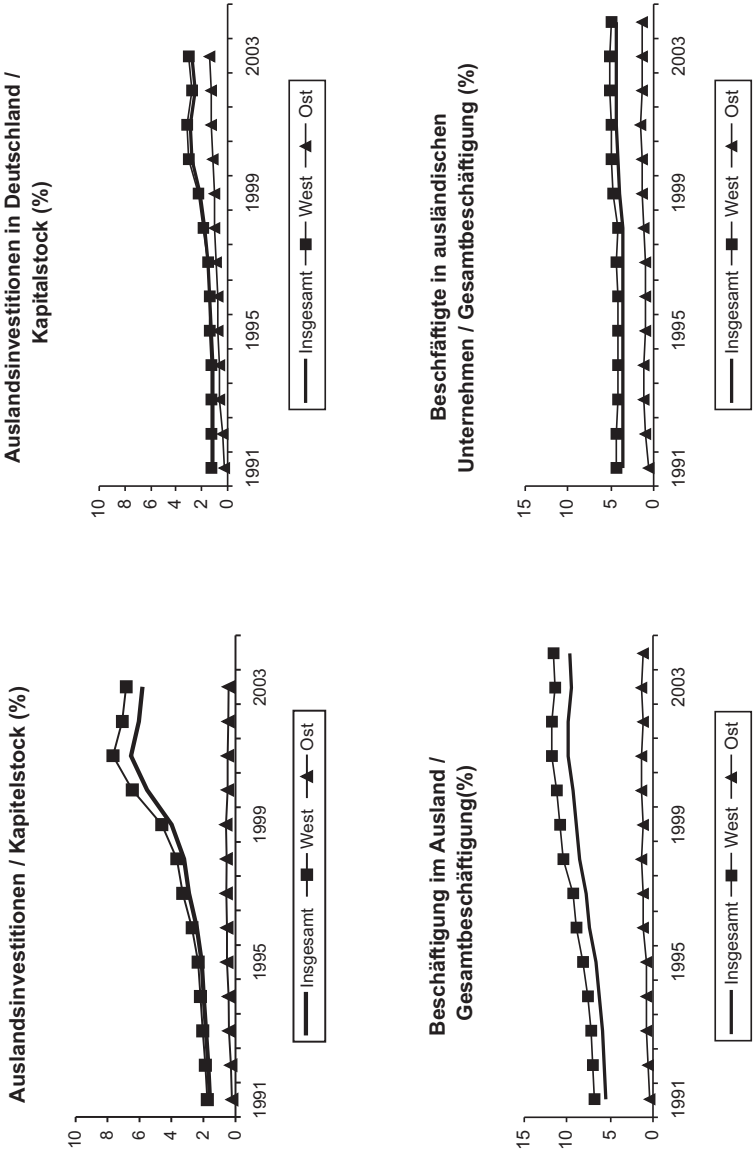 Auslandsinvestitionen / Kapitelstock (%)
10
8
6
4
2
0
1991 1995 1999 2003
Insgesamt West Ost
Auslandsinvestitionen in Deutschland /
Kapitalstock (%)
10
8
6
4
2
0
1991 1995 1999 2003
Insgesamt West Ost
Beschäftigung im Ausland /
Gesamtbeschäftigung(%)
15
10
5
0
1991 1995 1999 2003
Insgesamt West Ost
Beschfäftigte in ausländischen
Unternehmen / Gesamtbeschäftigung (%)
15
10
5
0
1991 1995 1999 2003
Insgesamt West Ost